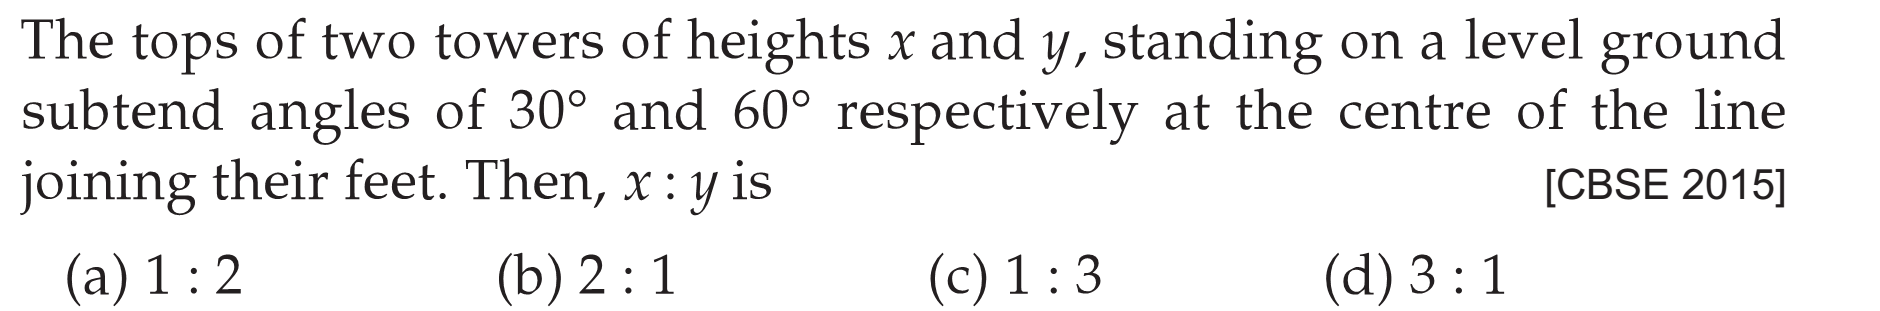 The tops of two towers of heights x and y, standing on a level ground
subtend angles of 30° and 60° respectively at the centre of the line
joining their feet. Then, x : y is [CBSE 2015]
(a) 1 : 2 (b) 2 : 1 (c) 1 : 3 (d) 3 : 1